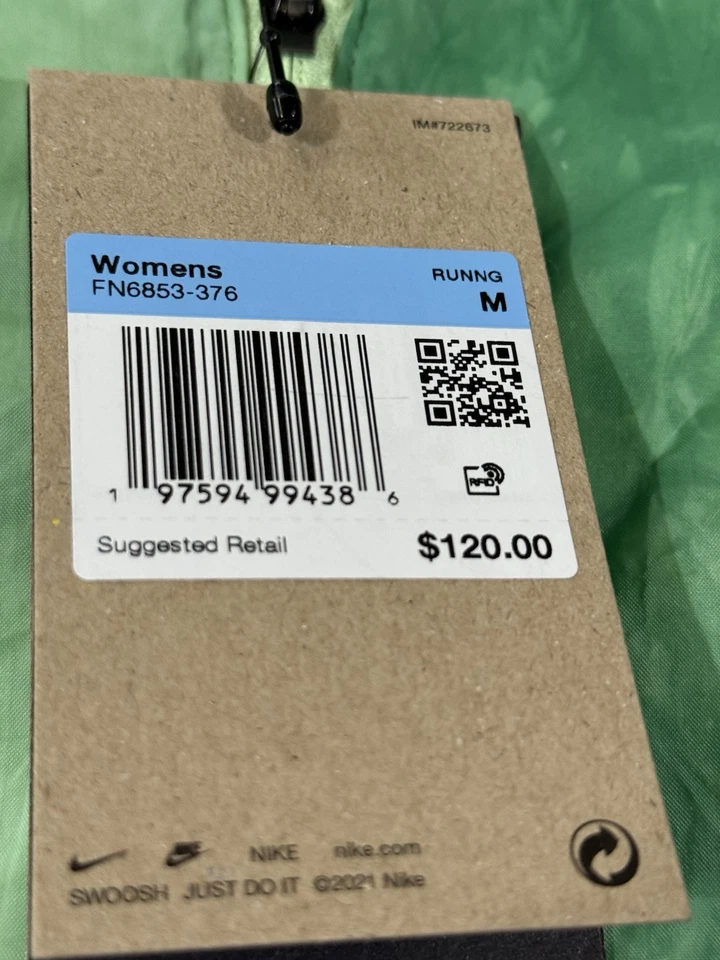 IM#722673
Womens
FN6853-376
RUNNG
M
1 97594 99438 6
RFID
Suggested Retail $120.00
NIKE nike.com
SWOOSH JUST DO IT ©2021 Nike